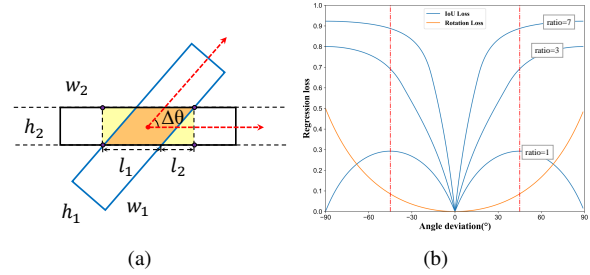 w₂
h₂
Δθ
l₁
l₂
h₁
w₁
(a)
IoU Loss
Rotation Loss
ratio=7
ratio=3
ratio=1
Regression loss
1.0
0.9
0.8
0.7
0.6
0.5
0.4
0.3
0.2
0.1
0.0
−90
−60
−30
0
30
60
90
Angle deviation(°)
(b)